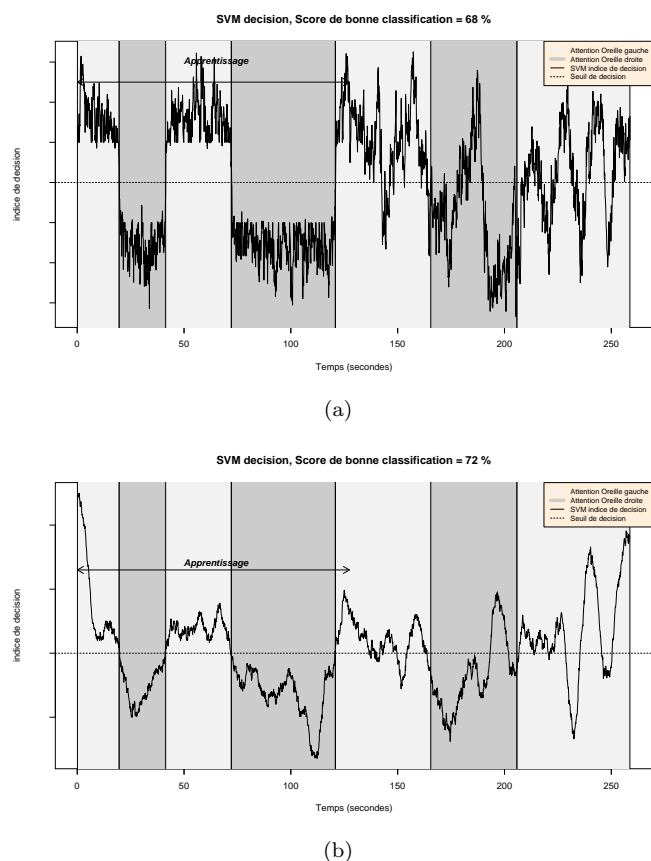 SVM decision, Score de bonne classification = 68 %
Attention Oreille gauche
Attention Oreille droite
SVM indice de decision
Seuil de decision
Apprentissage
indice de decision
0 50 100 150 200 250
Temps (secondes)
(a)
SVM decision, Score de bonne classification = 72 %
Attention Oreille gauche
Attention Oreille droite
SVM indice de decision
Seuil de decision
Apprentissage
indice de decision
0 50 100 150 200 250
Temps (secondes)
(b)